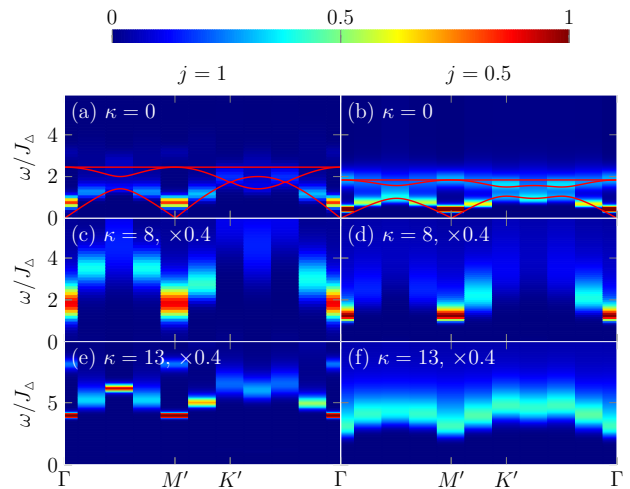 0 0.5 1
j = 1 j = 0.5
(a) κ = 0 (b) κ = 0
ω/J△
4
2
0
(c) κ = 8, ×0.4 (d) κ = 8, ×0.4
ω/J△
4
2
0
(e) κ = 13, ×0.4 (f) κ = 13, ×0.4
ω/J△
5
0
Γ M′ K′ Γ M′ K′ Γ